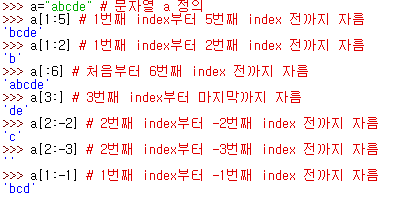 >>> a="abcde" # 문자열 a 정의
>>> a[1:5] # 1번째 index부터 5번째 index 전까지 자름
'bcde'
>>> a[1:2] # 1번째 index부터 2번째 index 전까지 자름
'b'
>>> a[:6] # 처음부터 6번째 index 전까지 자름
'abcde'
>>> a[3:] # 3번째 index부터 마지막까지 자름
'de'
>>> a[2:-2] # 2번째 index부터 -2번째 index 전까지 자름
'c'
>>> a[2:-3] # 2번째 index부터 -3번째 index 전까지 자름
''
>>> a[1:-1] # 1번째 index부터 -1번째 index 전까지 자름
'bcd'